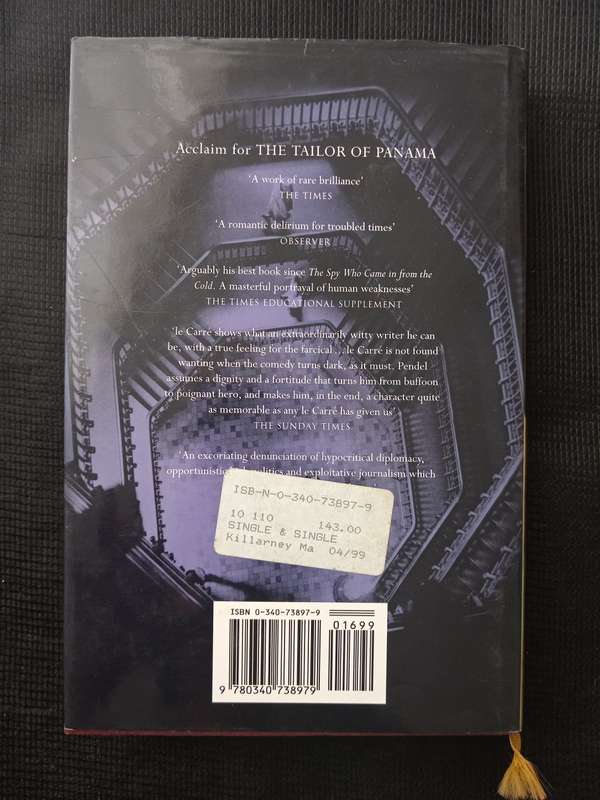 Acclaim for THE TAILOR OF PANAMA
'A work of rare brilliance'
THE TIMES
'A romantic delirium for troubled times'
OBSERVER
'Arguably his best book since The Spy Who Came in from the
Cold. A masterful portrayal of human weaknesses'
THE TIMES EDUCATIONAL SUPPLEMENT
'le Carré shows what an extraordinarily witty writer he can
be, with a true feeling for the farcical ... le Carré is not found
wanting when the comedy turns dark, as it must. Pendel
assumes a dignity and a fortitude that turns him from buffoon
to poignant hero, and makes him, in the end, a character quite
as memorable as any le Carré has given us'
THE SUNDAY TIMES
'An excoriating denunciation of hypocritical diplomacy,
politics and exploitative journalism which
ISB-N-0-340-73897-9
10 110 143.00
SINGLE & SINGLE
Killarney Ma 04/99
ISBN 0-340-73897-9
01699
9 780340 738979